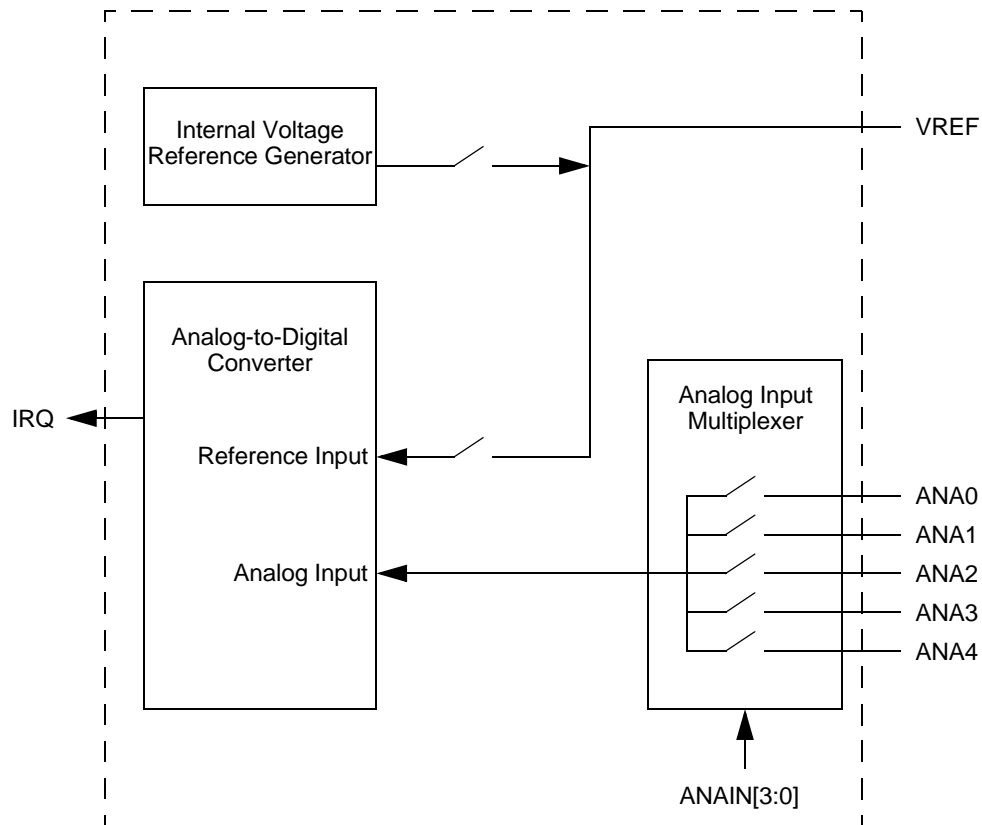 Internal Voltage
Reference Generator
VREF
Analog-to-Digital
Converter
IRQ
Reference Input
Analog Input
Analog Input
Multiplexer
ANA0
ANA1
ANA2
ANA3
ANA4
ANAIN[3:0]